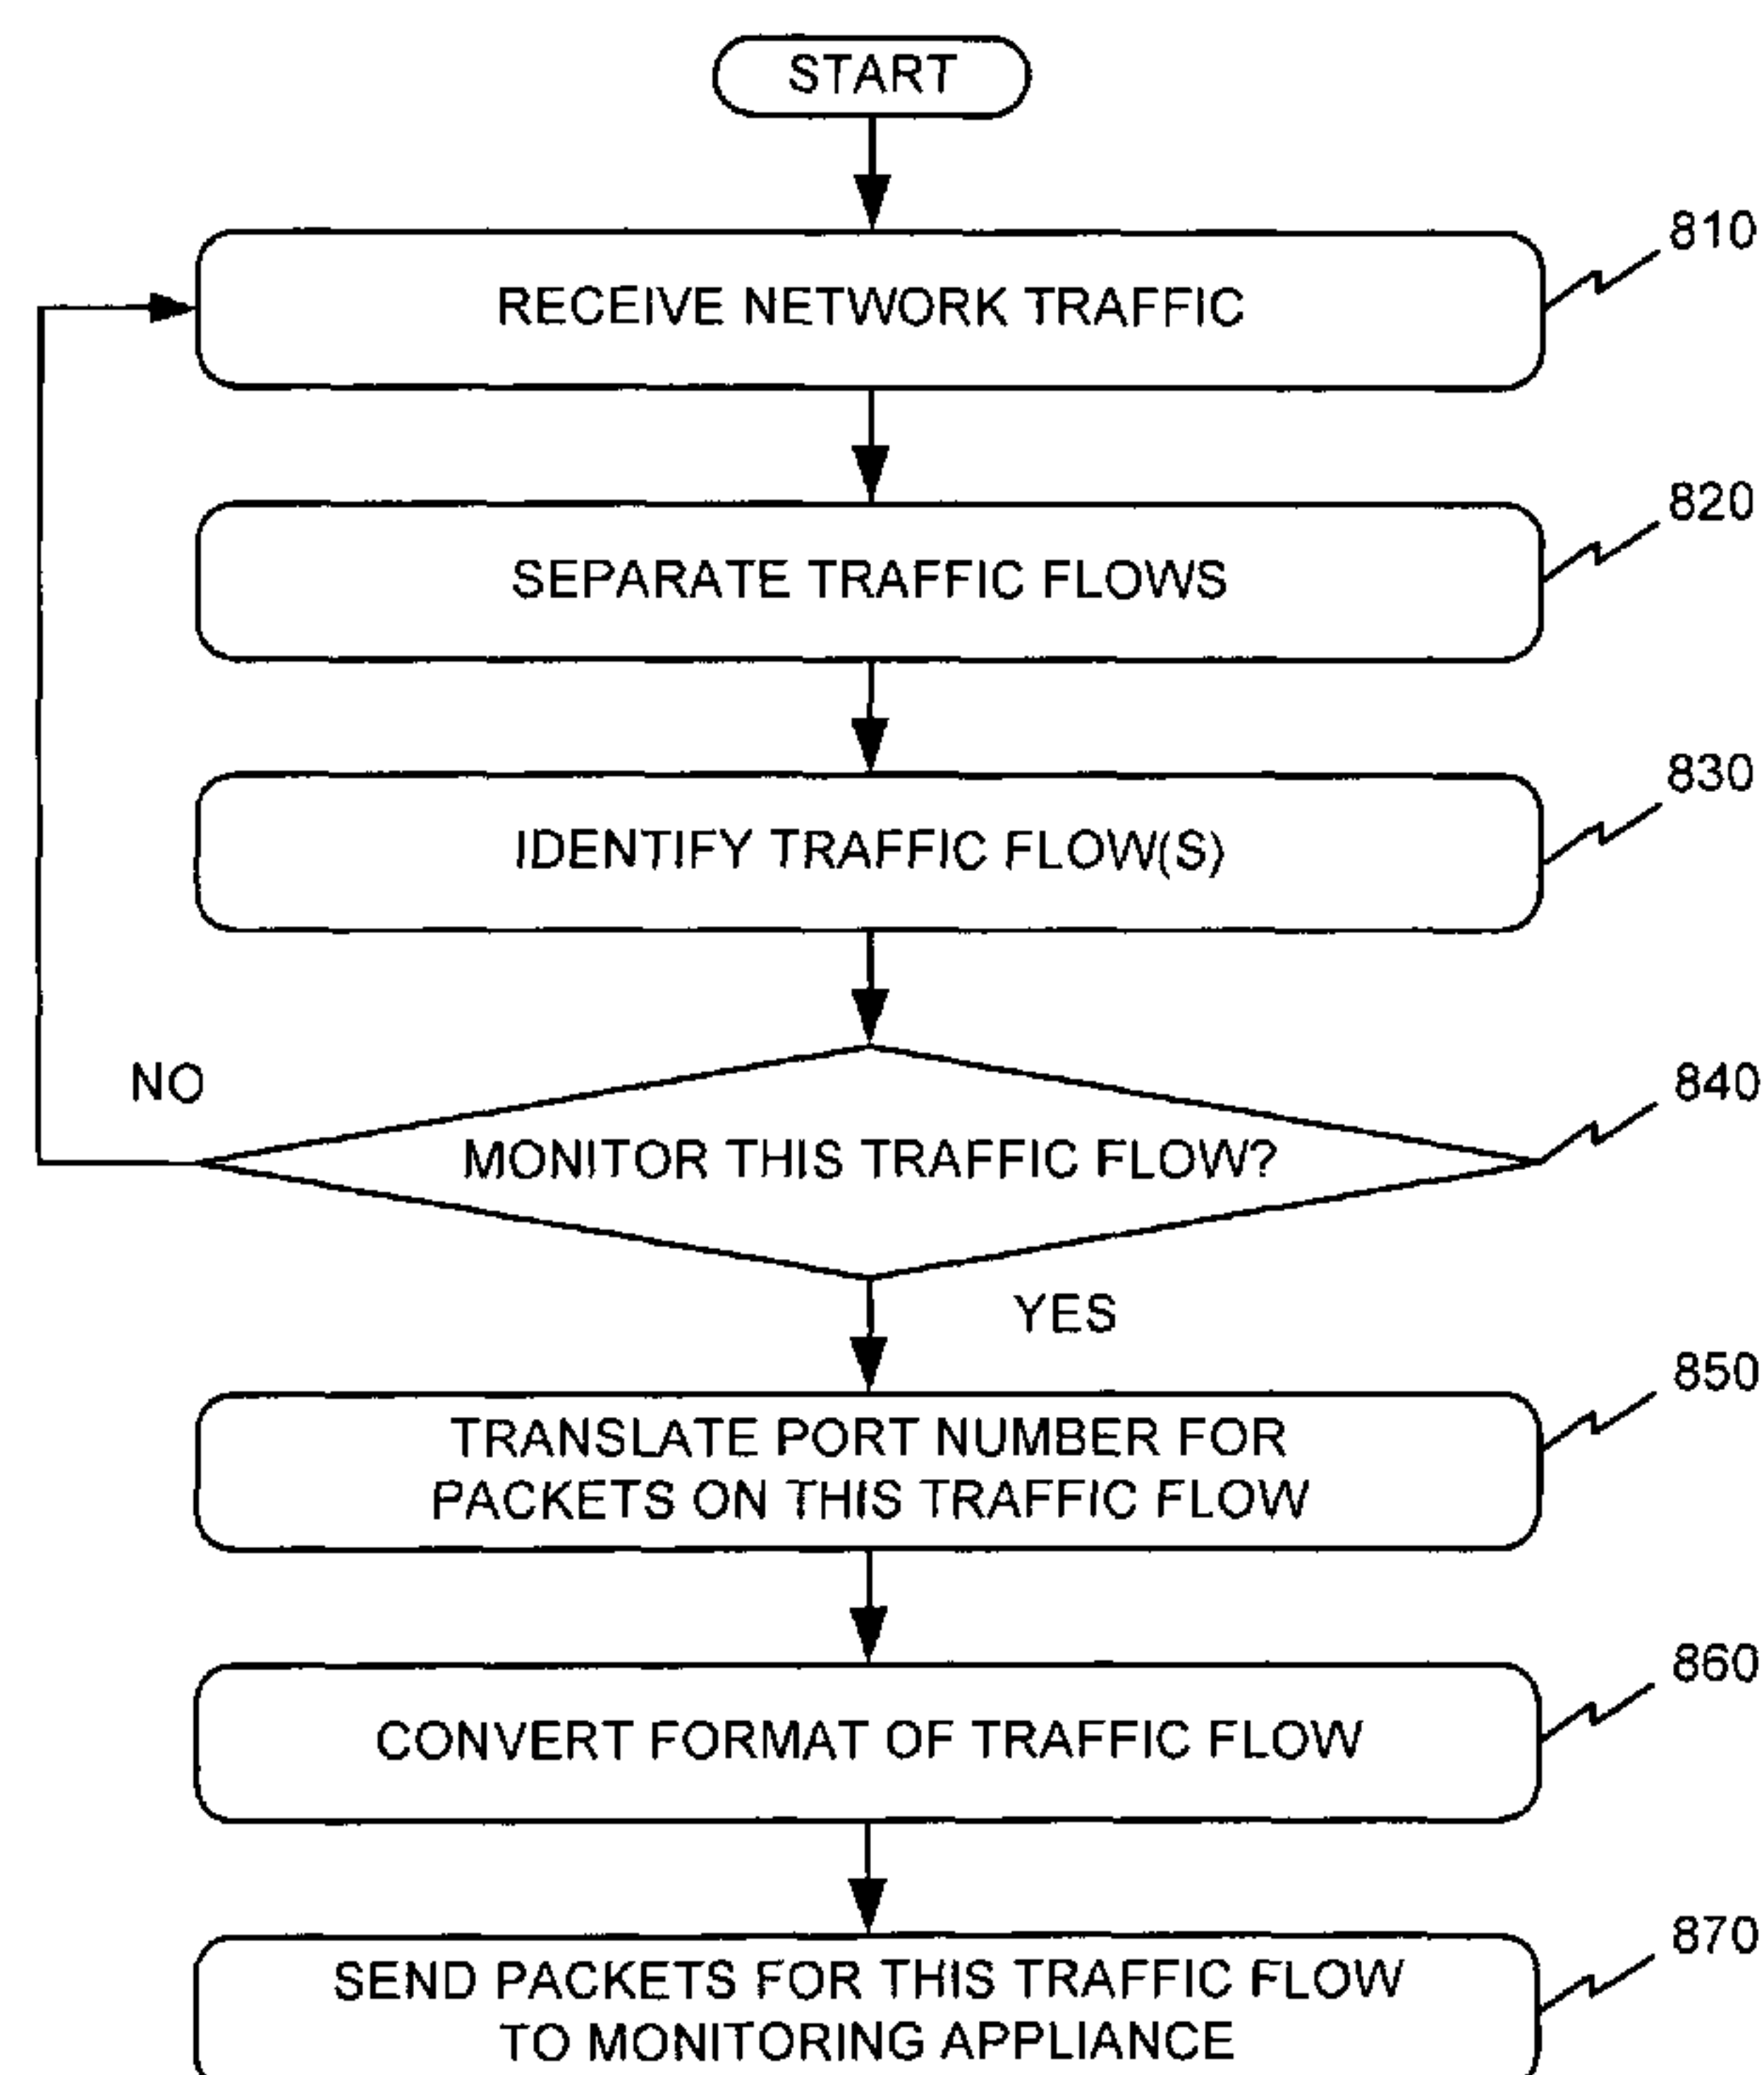 START
810
RECEIVE NETWORK TRAFFIC
820
SEPARATE TRAFFIC FLOWS
830
IDENTIFY TRAFFIC FLOW(S)
840
NO
MONITOR THIS TRAFFIC FLOW?
YES
850
TRANSLATE PORT NUMBER FOR
PACKETS ON THIS TRAFFIC FLOW
860
CONVERT FORMAT OF TRAFFIC FLOW
870
SEND PACKETS FOR THIS TRAFFIC FLOW
TO MONITORING APPLIANCE